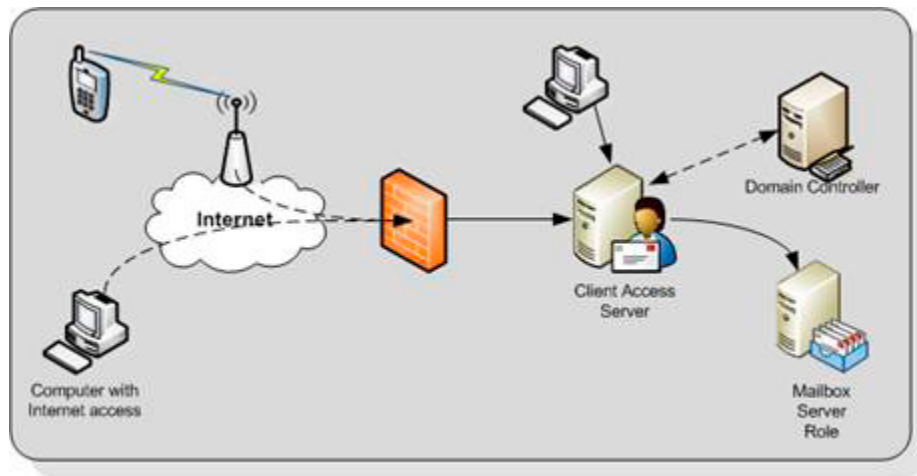 Internet
Domain Controller
Client Access
Server
Computer with
Internet access
Mailbox
Server
Role